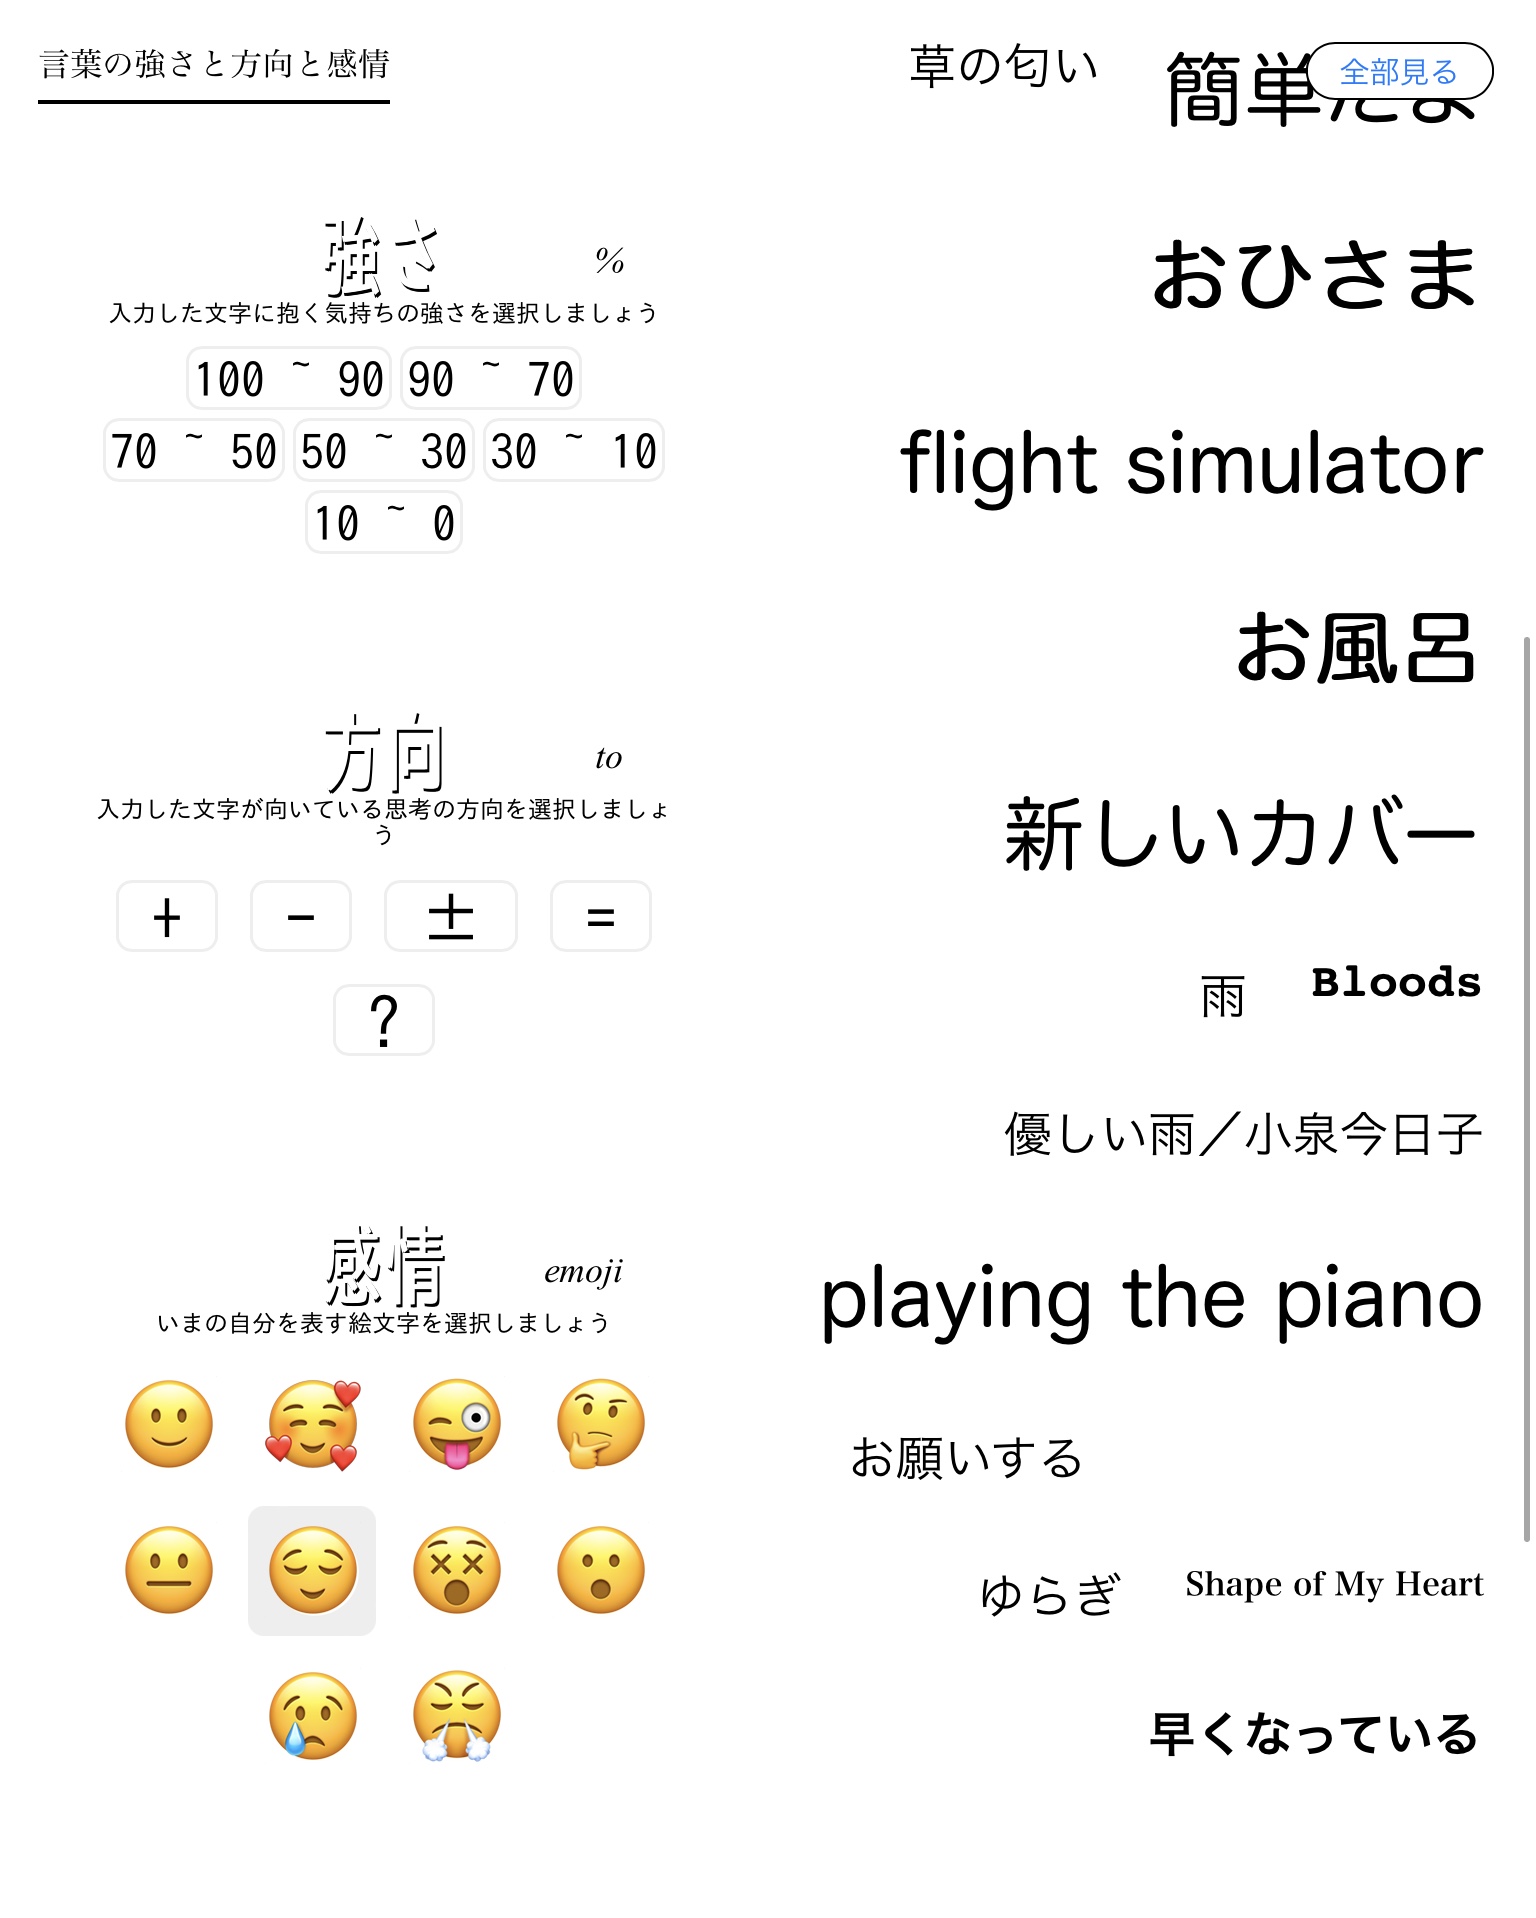 言葉の強さと方向と感情
強さ %
入力した文字に抱く気持ちの強さを選択しましょう
100 ~ 90 90 ~ 70
70 ~ 50 50 ~ 30 30 ~ 10
10 ~ 0
方向 to
入力した文字が向いている思考の方向を選択しましょ
う
+ - ± =
?
感情 emoji
いまの自分を表す絵文字を選択しましょう
全部見る
草の匂い 簡単
おひさま
flight simulator
お風呂
新しいカバー
雨 Bloods
優しい雨／小泉今日子
playing the piano
お願いする
ゆらぎ Shape of My Heart
早くなっている